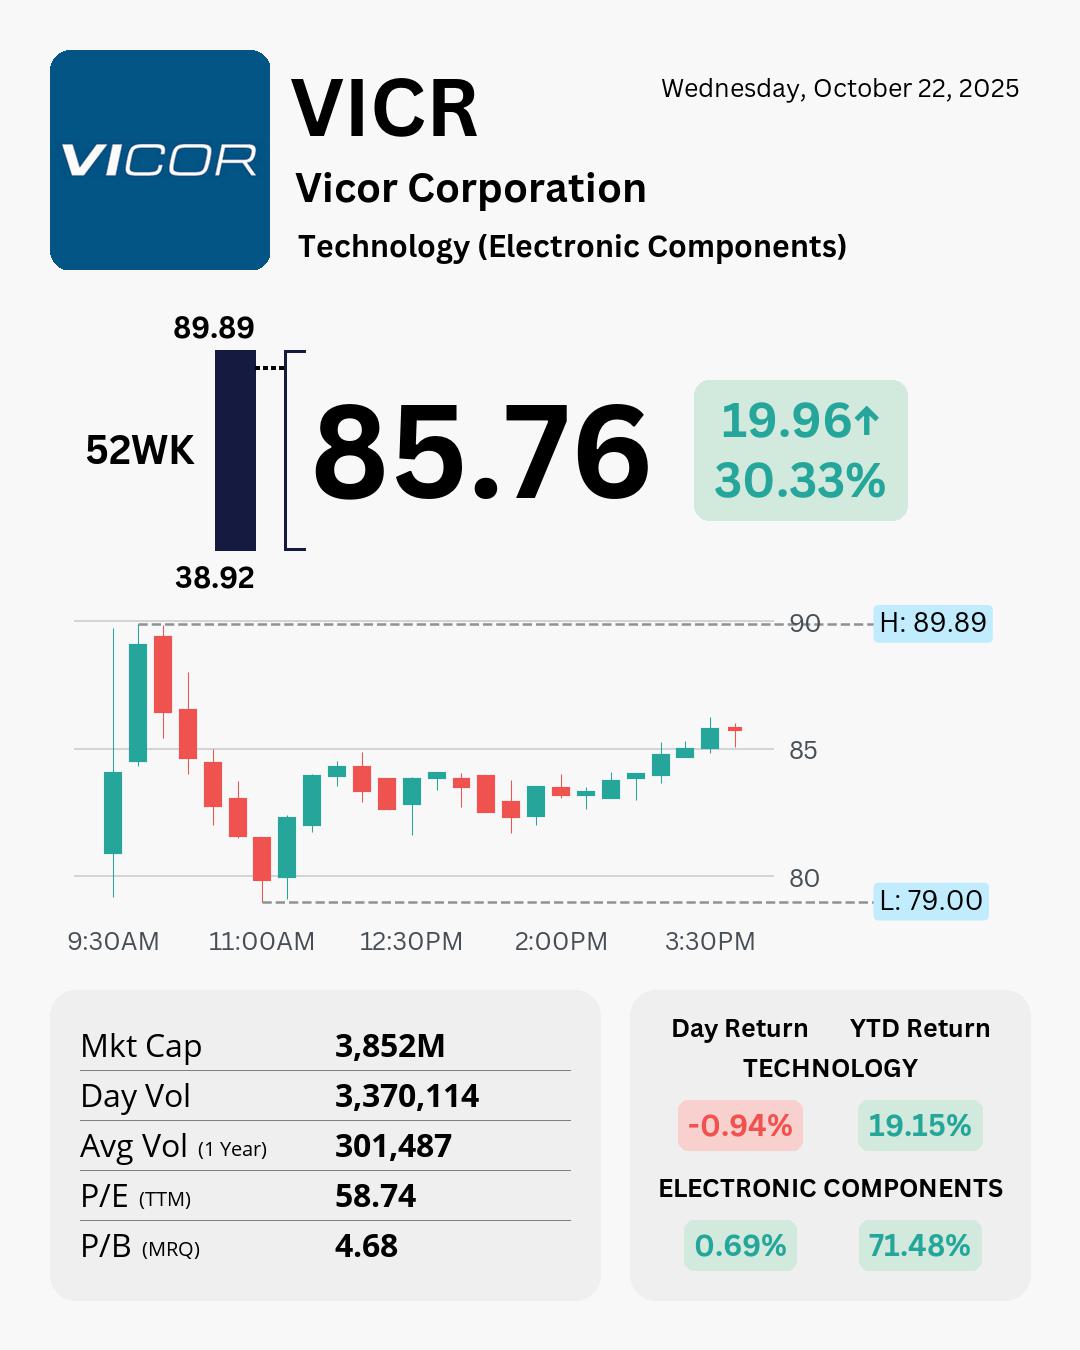 VICOR
VICR
Wednesday, October 22, 2025
Vicor Corporation
Technology (Electronic Components)
89.89
52WK
38.92
85.76
19.96↑
30.33%
90
H: 89.89
85
80
L: 79.00
9:30AM 11:00AM 12:30PM 2:00PM 3:30PM
Mkt Cap 3,852M
Day Vol 3,370,114
Avg Vol (1 Year) 301,487
P/E (TTM) 58.74
P/B (MRQ) 4.68
Day Return YTD Return
TECHNOLOGY
-0.94% 19.15%
ELECTRONIC COMPONENTS
0.69% 71.48%